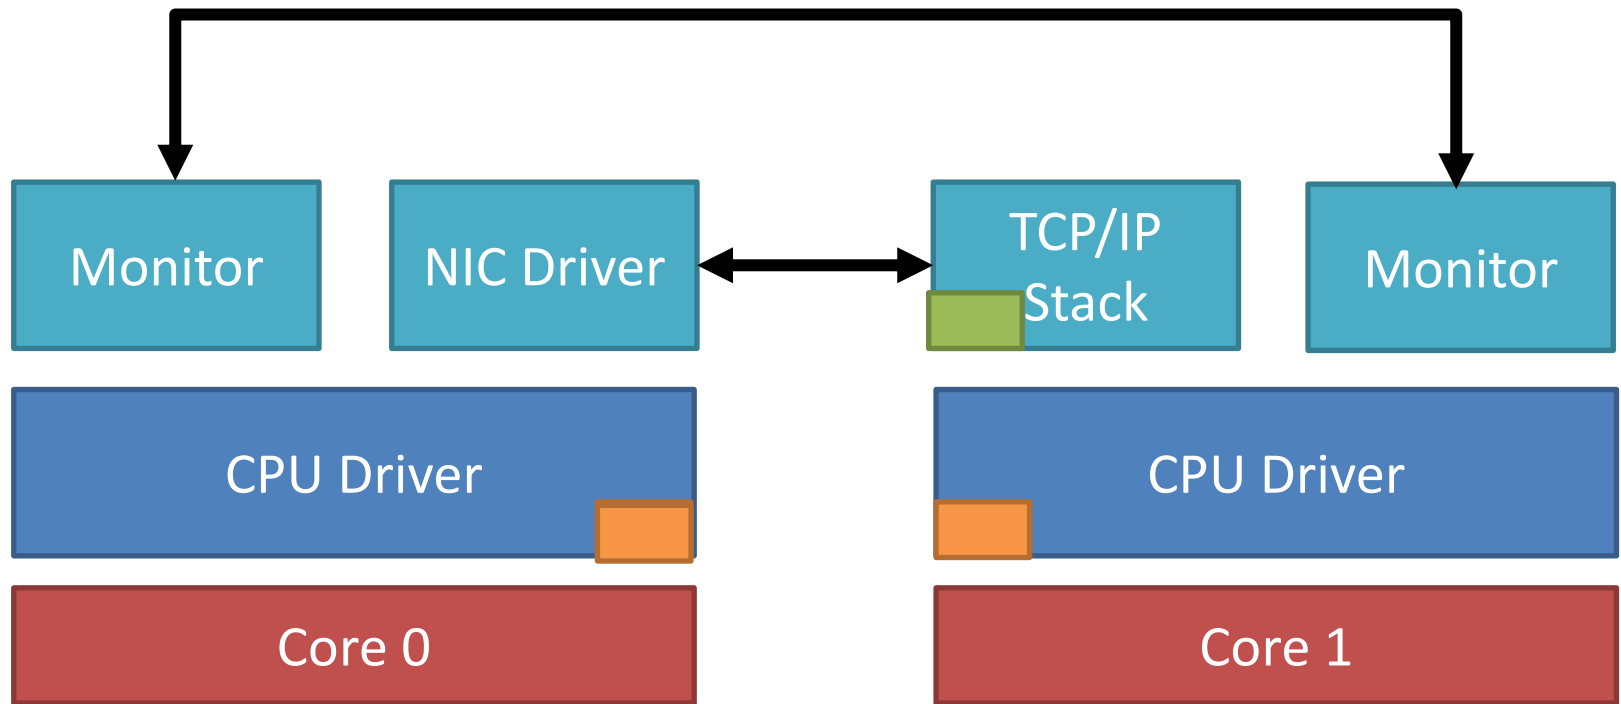 Monitor
NIC Driver
TCP/IP
Stack
Monitor
CPU Driver
CPU Driver
Core 0
Core 1